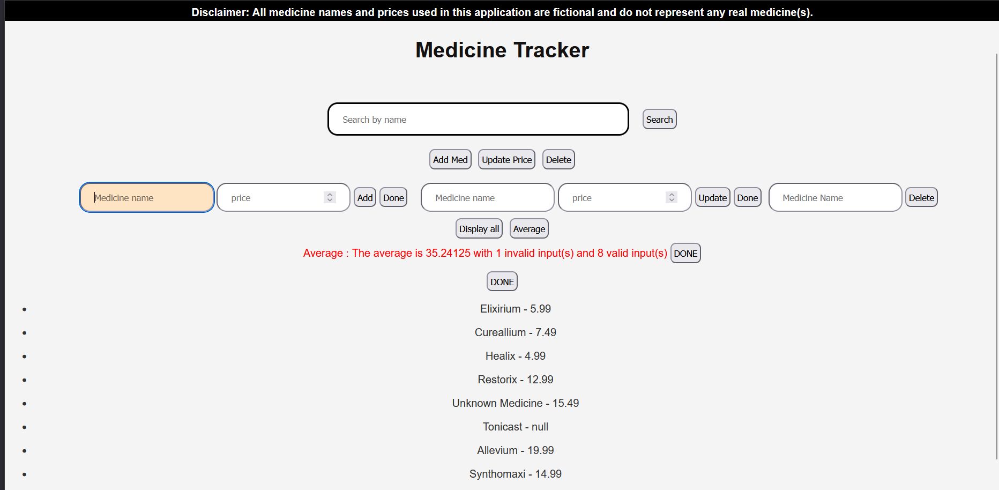 Disclaimer: All medicine names and prices used in this application are fictional and do not represent any real medicine(s).
Medicine Tracker
Search by name Search
Add Med Update Price Delete
Medicine name price Add Done Medicine name price Update Done Medicine Name Delete
Display all Average
Average : The average is 35.24125 with 1 invalid input(s) and 8 valid input(s) DONE
DONE
Elixirium - 5.99
Cureallium - 7.49
Healix - 4.99
Restorix - 12.99
Unknown Medicine - 15.49
Tonicast - null
Allevium - 19.99
Synthomaxi - 14.99